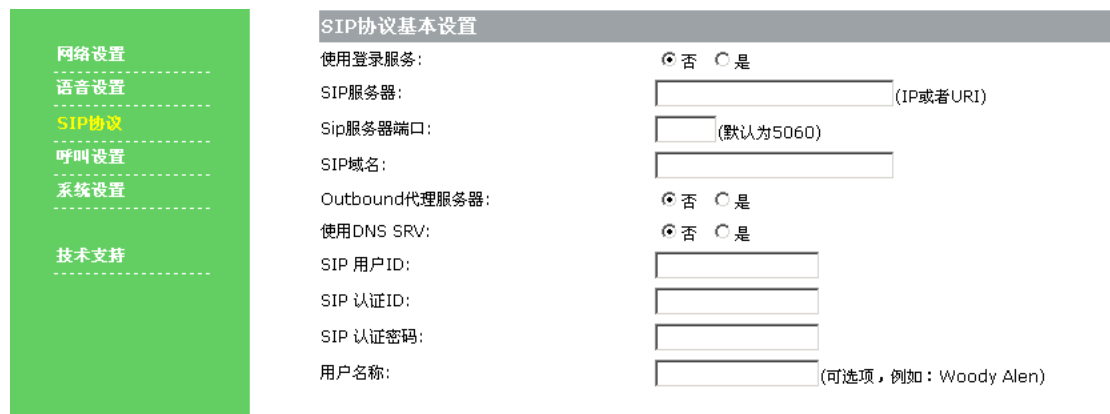 网络设置
语音设置
SIP协议
呼叫设置
系统设置
技术支持
SIP协议基本设置
使用登录服务: 否 是
SIP服务器: (IP或者URI)
Sip服务器端口: (默认为5060)
SIP域名:
Outbound代理服务器: 否 是
使用DNS SRV: 否 是
SIP 用户ID:
SIP 认证ID:
SIP 认证密码:
用户名称: (可选项，例如：Woody Alen)